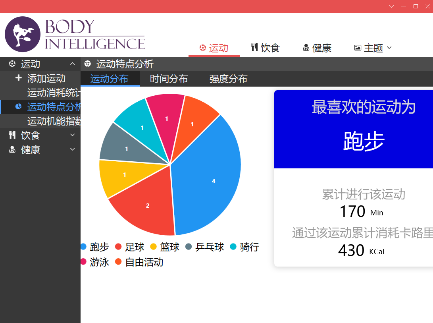 BODY
INTELLIGENCE
运动
饮食
健康
主题
运动
运动特点分析
添加运动
运动消耗统计
运动特点分析
运动机能指数
饮食
健康
运动分布
时间分布
强度分布
1
1
1
1
1
2
4
跑步
足球
篮球
乒乓球
骑行
游泳
自由活动
最喜欢的运动为
跑步
累计进行该运动
170 Min
通过该运动累计消耗卡路里
430 KCal